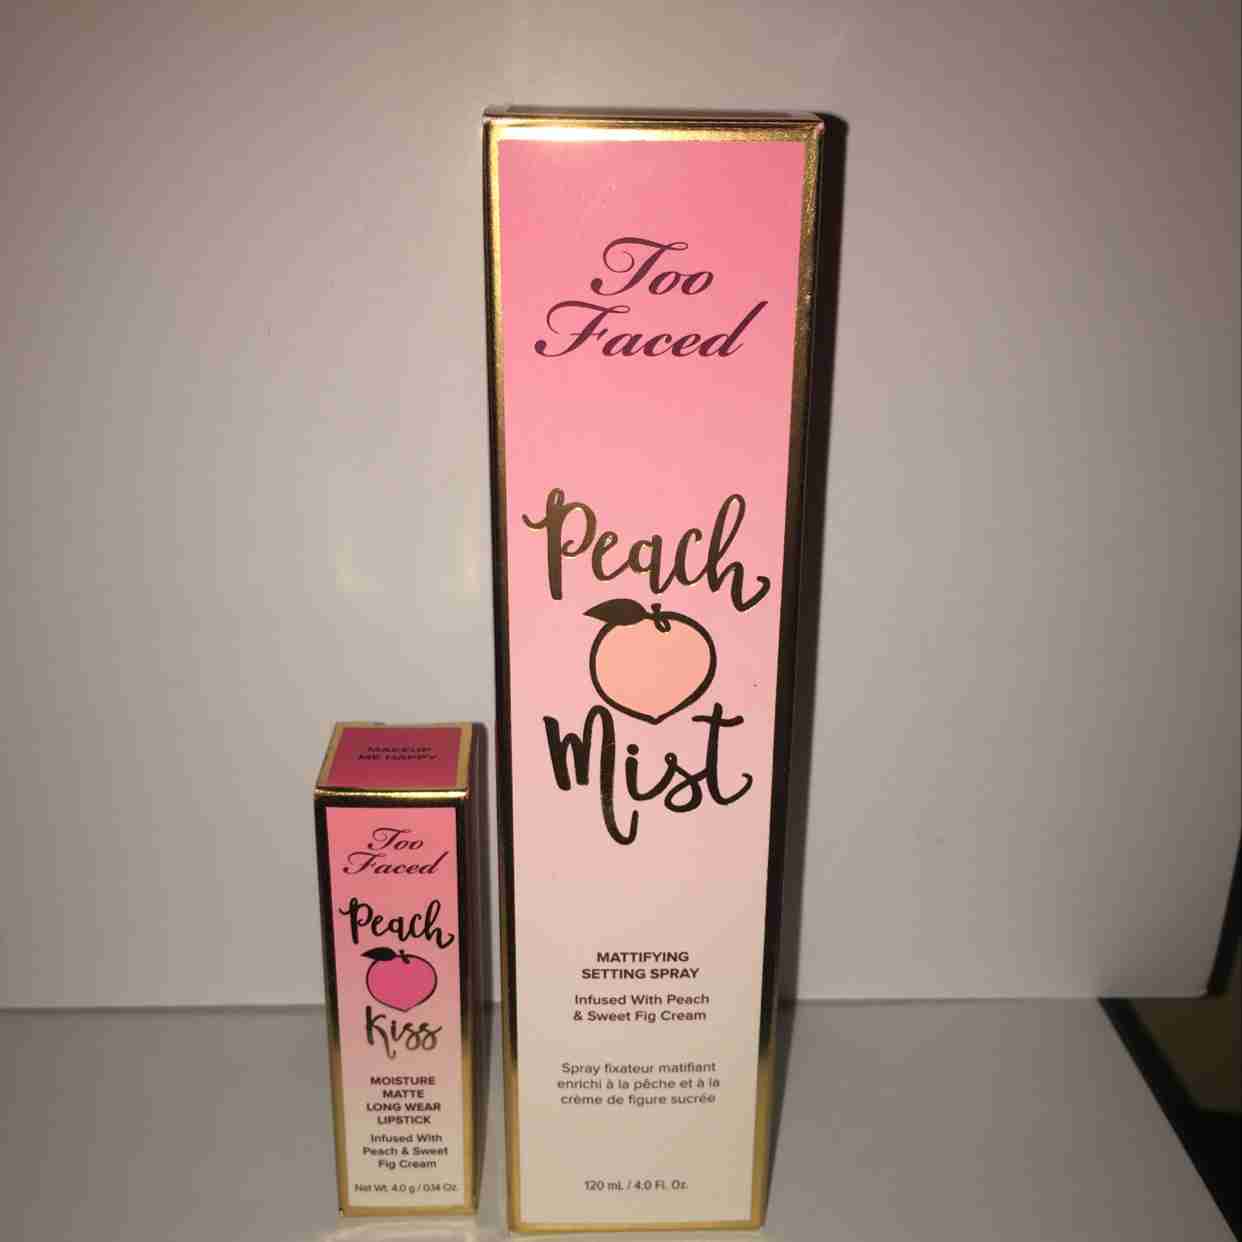 Too
Faced
Peach
Mist
MATTIFYING
SETTING SPRAY
Infused With Peach
& Sweet Fig Cream
Spray fixateur matifiant
enrichi à la pêche et à la
crème de figure sucrée
120 mL / 4.0 Fl. Oz.
MAKEUP
ME HAPPY
Too
Faced
Peach
Kiss
MOISTURE
MATTE
LONG WEAR
LIPSTICK
Infused With
Peach & Sweet
Fig Cream
Net Wt. 4.0 g / 0.14 Oz.